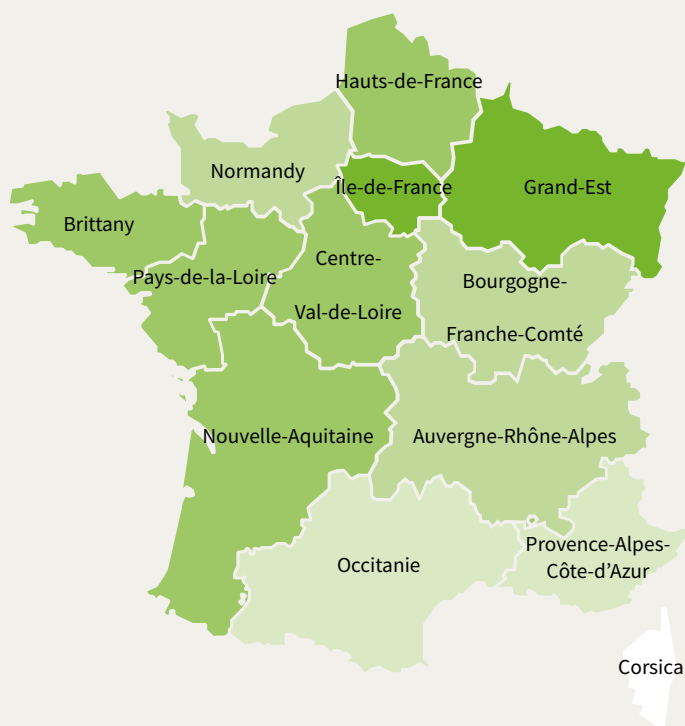 Hauts-de-France
Normandy
Île-de-France
Grand-Est
Brittany
Pays-de-la-Loire
Centre-
Val-de-Loire
Bourgogne-
Franche-Comté
Nouvelle-Aquitaine
Auvergne-Rhône-Alpes
Occitanie
Provence-Alpes-
Côte-d’Azur
Corsica